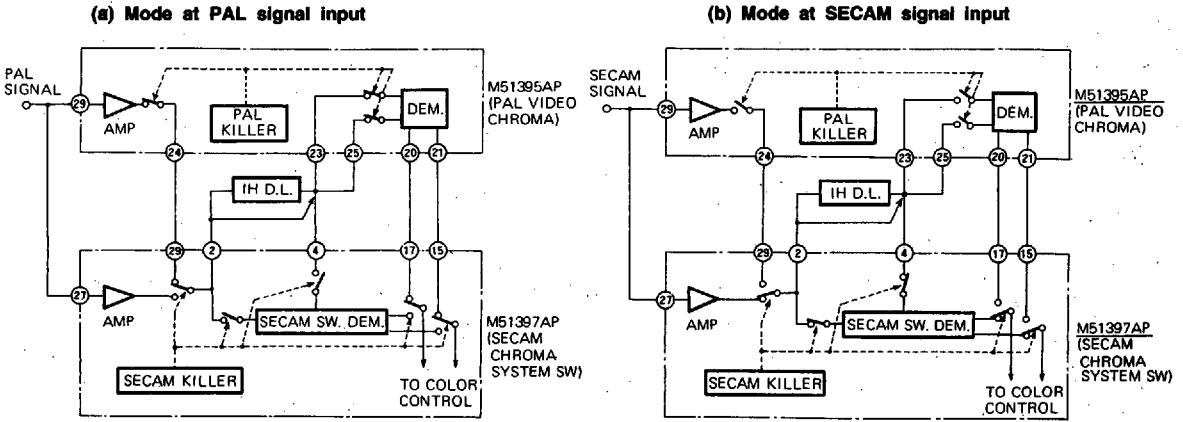 (a) Mode at PAL signal input
PAL
SIGNAL
29
AMP
PAL
KILLER
DEM.
M51395AP
(PAL VIDEO
CHROMA)
24
23
25
20
21
IH D.L.
29
2
4
17
15
27
AMP
SECAM SW. DEM.
SECAM KILLER
M51397AP
(SECAM
CHROMA
SYSTEM SW)
TO COLOR
CONTROL
(b) Mode at SECAM signal input
SECAM
SIGNAL
29
AMP
PAL
KILLER
DEM.
M51395AP
(PAL VIDEO
CHROMA)
24
23
25
20
21
IH D.L.
29
2
4
17
15
27
AMP
SECAM SW. DEM.
SECAM KILLER
M51397AP
(SECAM
CHROMA
SYSTEM SW)
TO COLOR
CONTROL